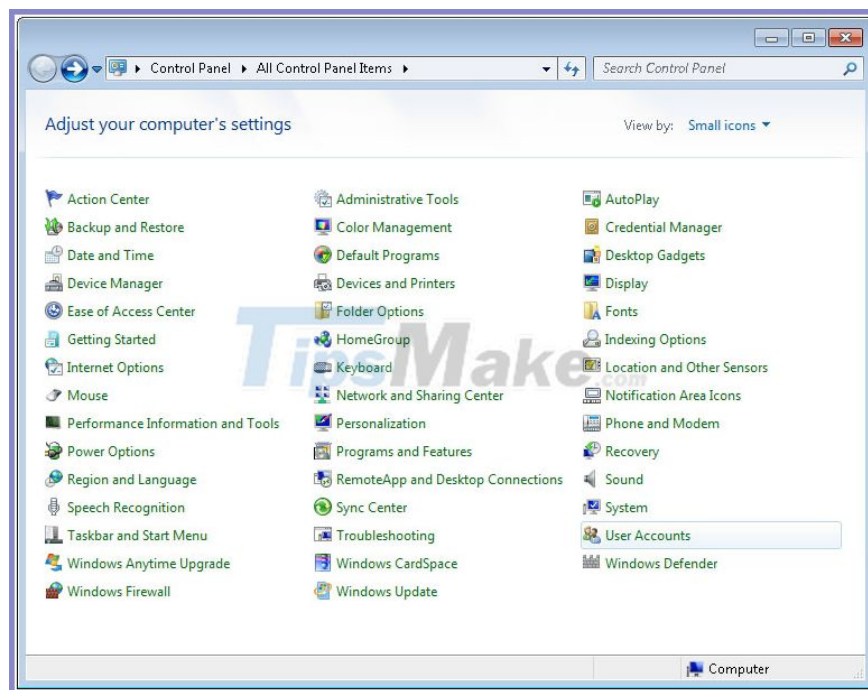 Control Panel ▸ All Control Panel Items ▸
Search Control Panel
Adjust your computer's settings
View by: Small icons
Action Center
Backup and Restore
Date and Time
Device Manager
Ease of Access Center
Getting Started
Internet Options
Mouse
Performance Information and Tools
Power Options
Region and Language
Speech Recognition
Taskbar and Start Menu
Windows Anytime Upgrade
Windows Firewall
Administrative Tools
Color Management
Default Programs
Devices and Printers
Folder Options
HomeGroup
Keyboard
Network and Sharing Center
Personalization
Programs and Features
RemoteApp and Desktop Connections
Sync Center
Troubleshooting
Windows CardSpace
Windows Update
AutoPlay
Credential Manager
Desktop Gadgets
Display
Fonts
Indexing Options
Location and Other Sensors
Notification Area Icons
Phone and Modem
Recovery
Sound
System
User Accounts
Windows Defender
TipsMake.com
Computer